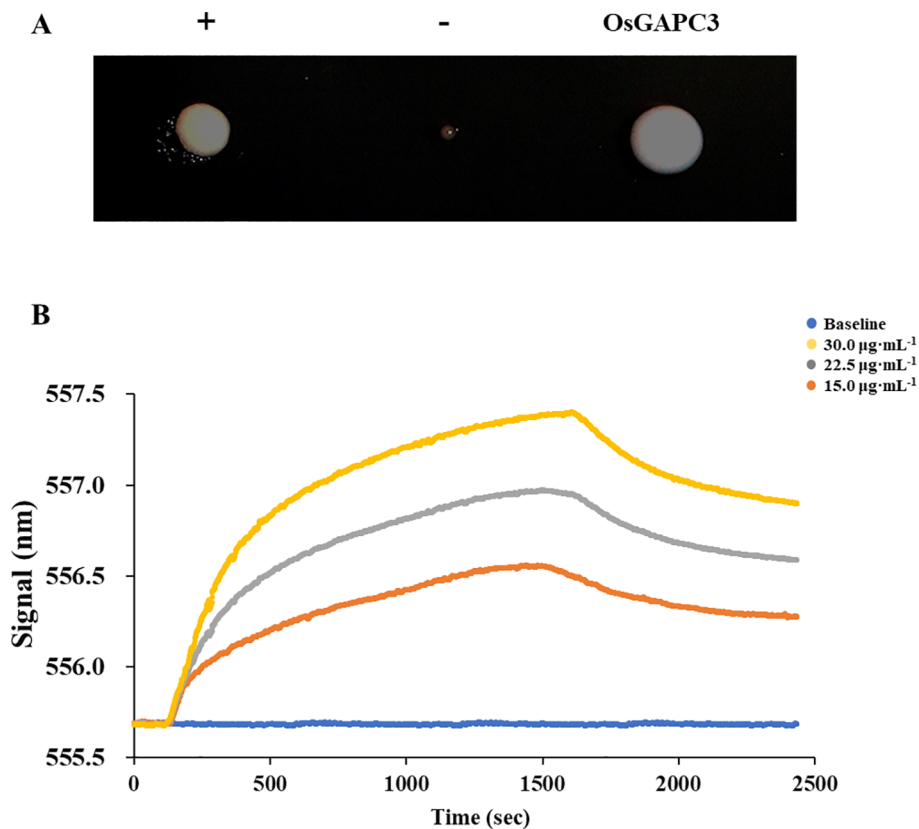 A
+ - OsGAPC3
B
Baseline
30.0 µg·mL⁻¹
22.5 µg·mL⁻¹
15.0 µg·mL⁻¹
557.5
557.0
556.5
556.0
555.5
Signal (nm)
0 500 1000 1500 2000 2500
Time (sec)